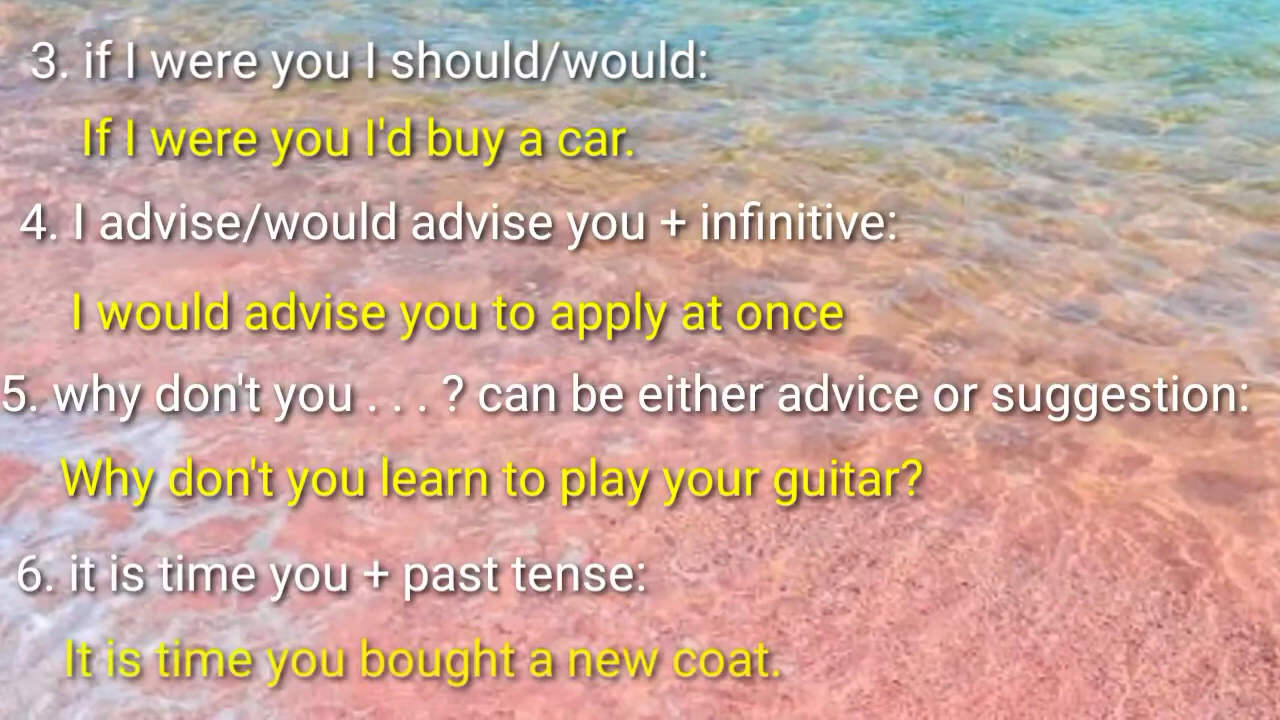 3. if I were you I should/would:
If I were you I'd buy a car.
4. I advise/would advise you + infinitive:
I would advise you to apply at once
5. why don't you . . . ? can be either advice or suggestion:
Why don't you learn to play your guitar?
6. it is time you + past tense:
It is time you bought a new coat.